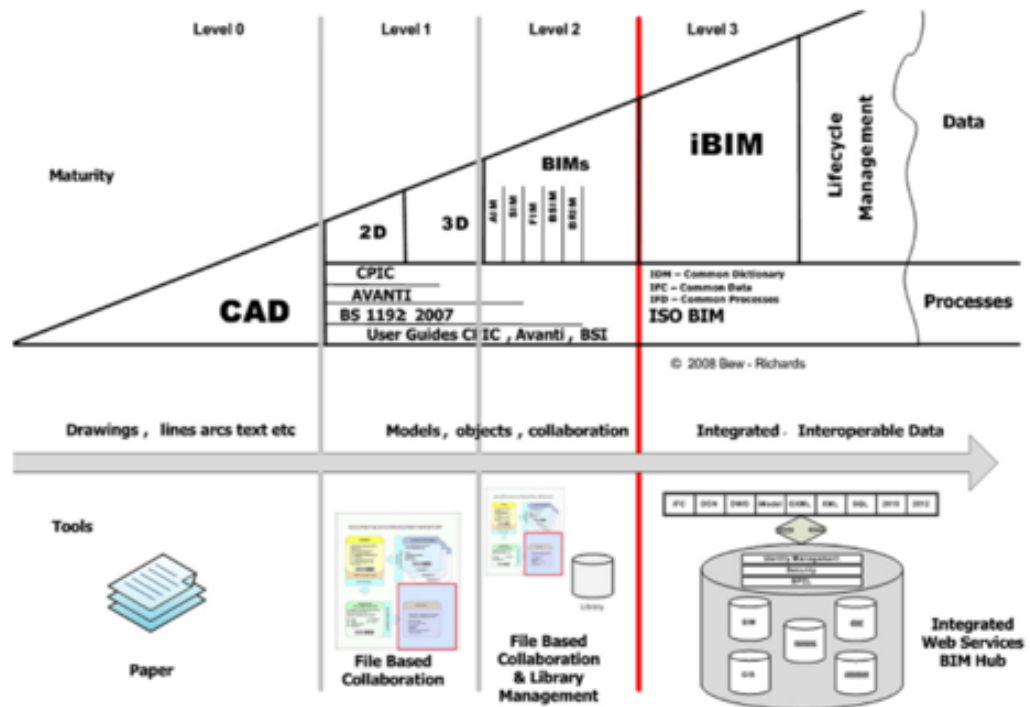 Level 0
Level 1
Level 2
Level 3
Maturity
CAD
2D
3D
BIMs
AIM
SIM
FIM
BSIM
BRIM
iBIM
Lifecycle
Management
Data
CPIC
AVANTI
BS 1192 2007
User Guides CPIC , Avanti , BSI
IDM – Common Dictionary
IFC – Common Data
IFD – Common Processes
ISO BIM
Processes
© 2008 Bew - Richards
Drawings , lines arcs text etc
Models , objects , collaboration
Integrated , Interoperable Data
Tools
Paper
File Based
Collaboration
Library
File Based
Collaboration
& Library
Management
IFC
DWG
XML
Identity Management
Security
Integrated
Web Services
BIM Hub